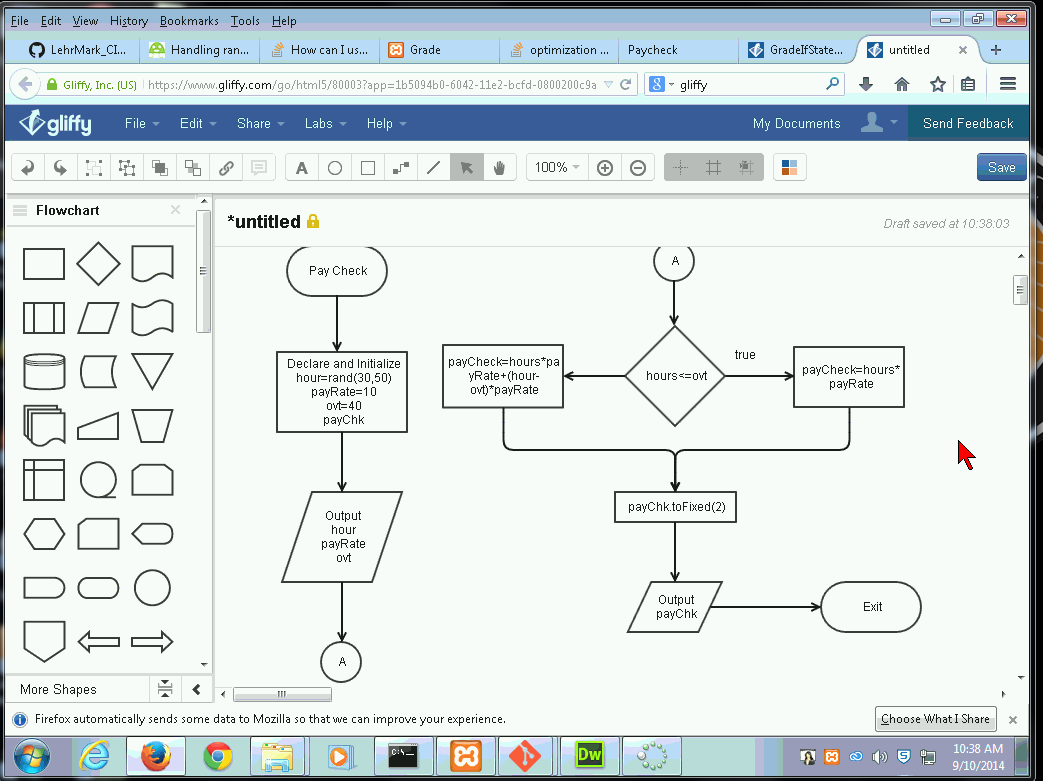 File Edit View History Bookmarks Tools Help
LehrMark_CI... Handling ran... How can I us... Grade optimization ... Paycheck GradeIfState... untitled
Gliffy, Inc. (US) https://www.gliffy.com/go/html5/80003?app=1b5094b0-6042-11e2-bcfd-0800200c9a gliffy
gliffy File Edit Share Labs Help My Documents Send Feedback
100% Save
Flowchart
*untitled
Draft saved at 10:38:03
Pay Check
Declare and Initialize
hour=rand(30,50)
payRate=10
ovt=40
payChk
Output
hour
payRate
ovt
A
A
hours<=ovt
true
payCheck=hours*pa
yRate+(hour-
ovt)*payRate
payCheck=hours*
payRate
payChk.toFixed(2)
Output
payChk
Exit
More Shapes
Firefox automatically sends some data to Mozilla so that we can improve your experience.
Choose What I Share
10:38 AM
9/10/2014